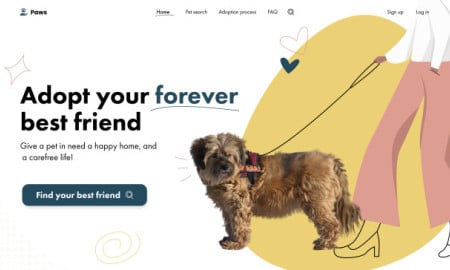 Paws
Home Pet search Adoption process FAQ
Sign up Log in
Adopt your forever
best friend
Give a pet in need a happy home, and
a carefree life!
Find your best friend